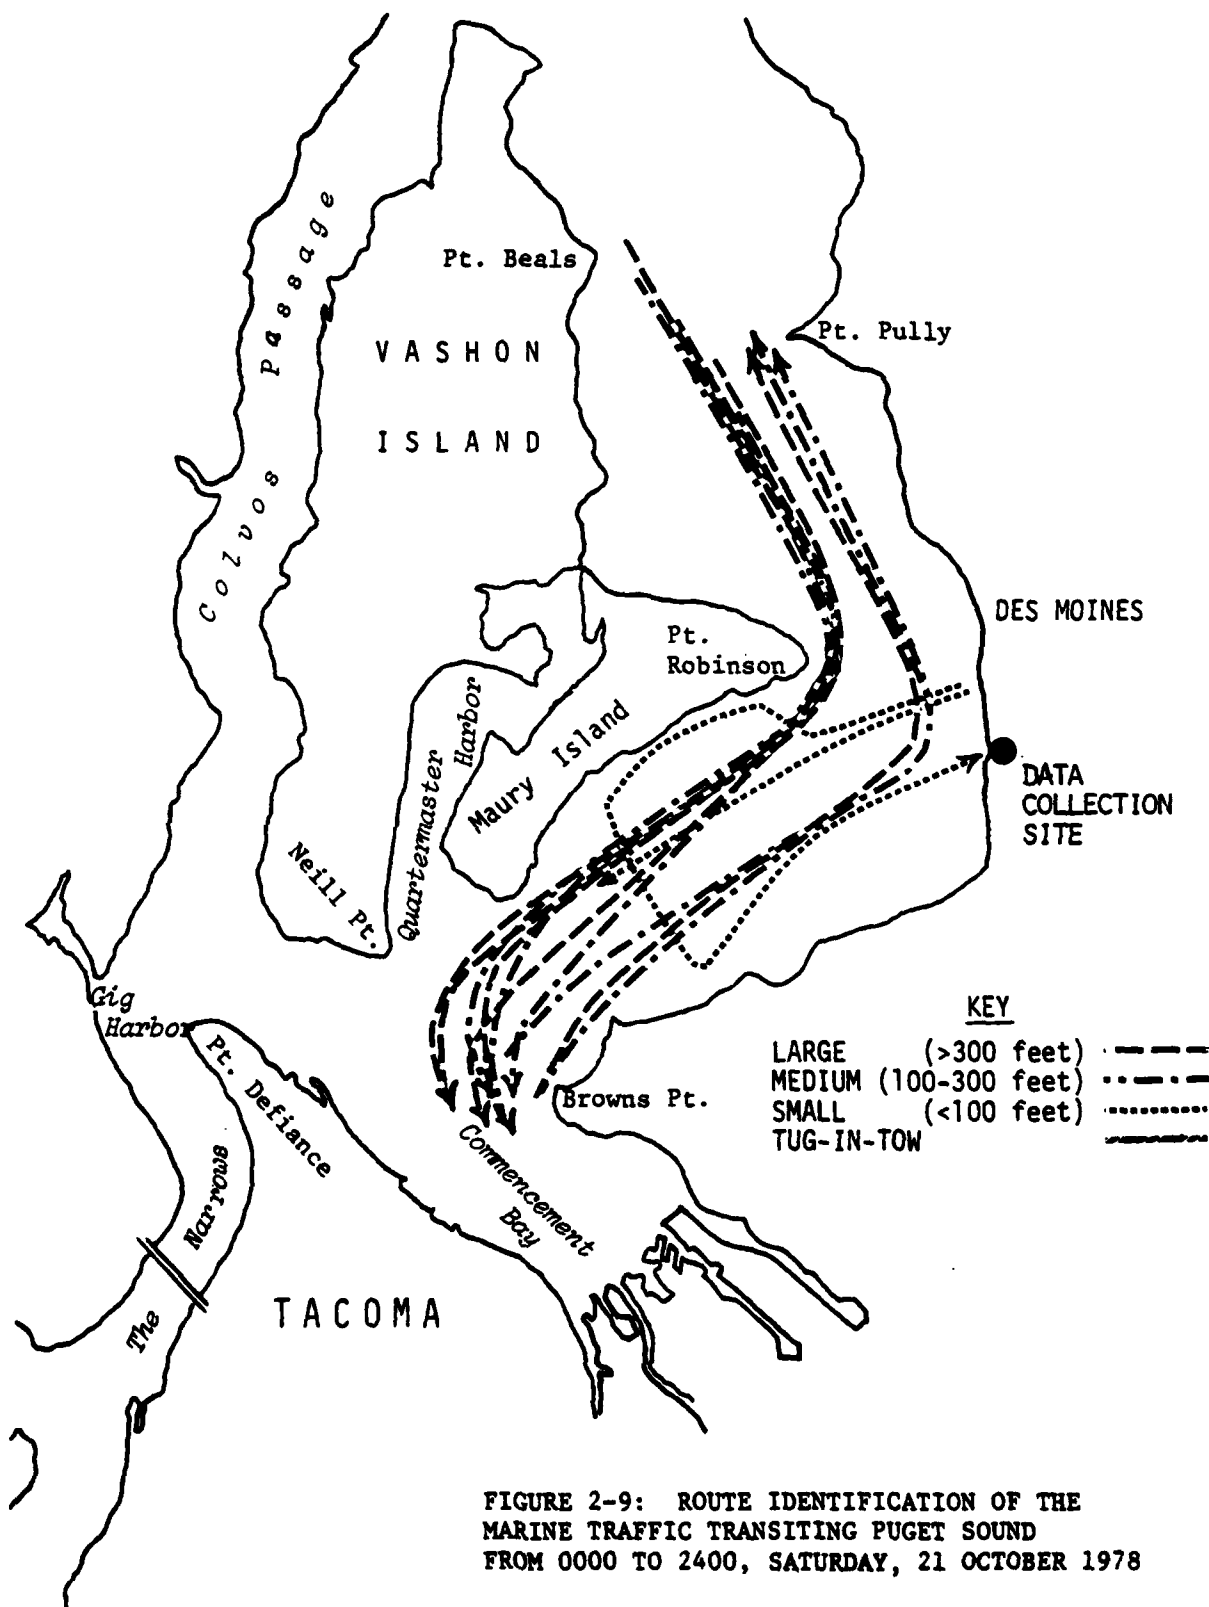 Colvos Passage
Pt. Beals
VASHON
ISLAND
Pt. Pully
DES MOINES
Pt.
Robinson
Quartermaster
Harbor
Maury Island
DATA
COLLECTION
SITE
Neill Pt.
Gig
Harbor
Pt. Defiance
KEY
LARGE (>300 feet)
MEDIUM (100-300 feet)
SMALL (<100 feet)
TUG-IN-TOW
Browns Pt.
Commencement
Bay
The Narrows
TACOMA
FIGURE 2-9: ROUTE IDENTIFICATION OF THE
MARINE TRAFFIC TRANSITING PUGET SOUND
FROM 0000 TO 2400, SATURDAY, 21 OCTOBER 1978